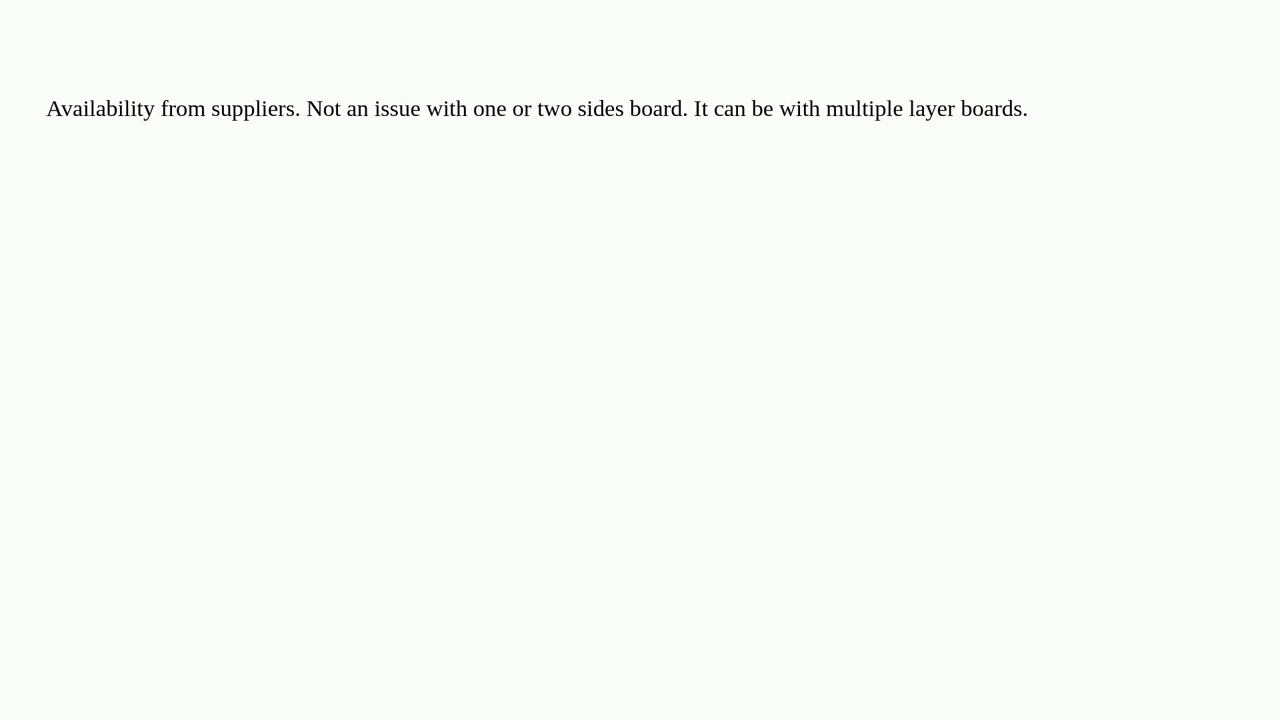 Availability from suppliers. Not an issue with one or two sides board. It can be with multiple layer boards.